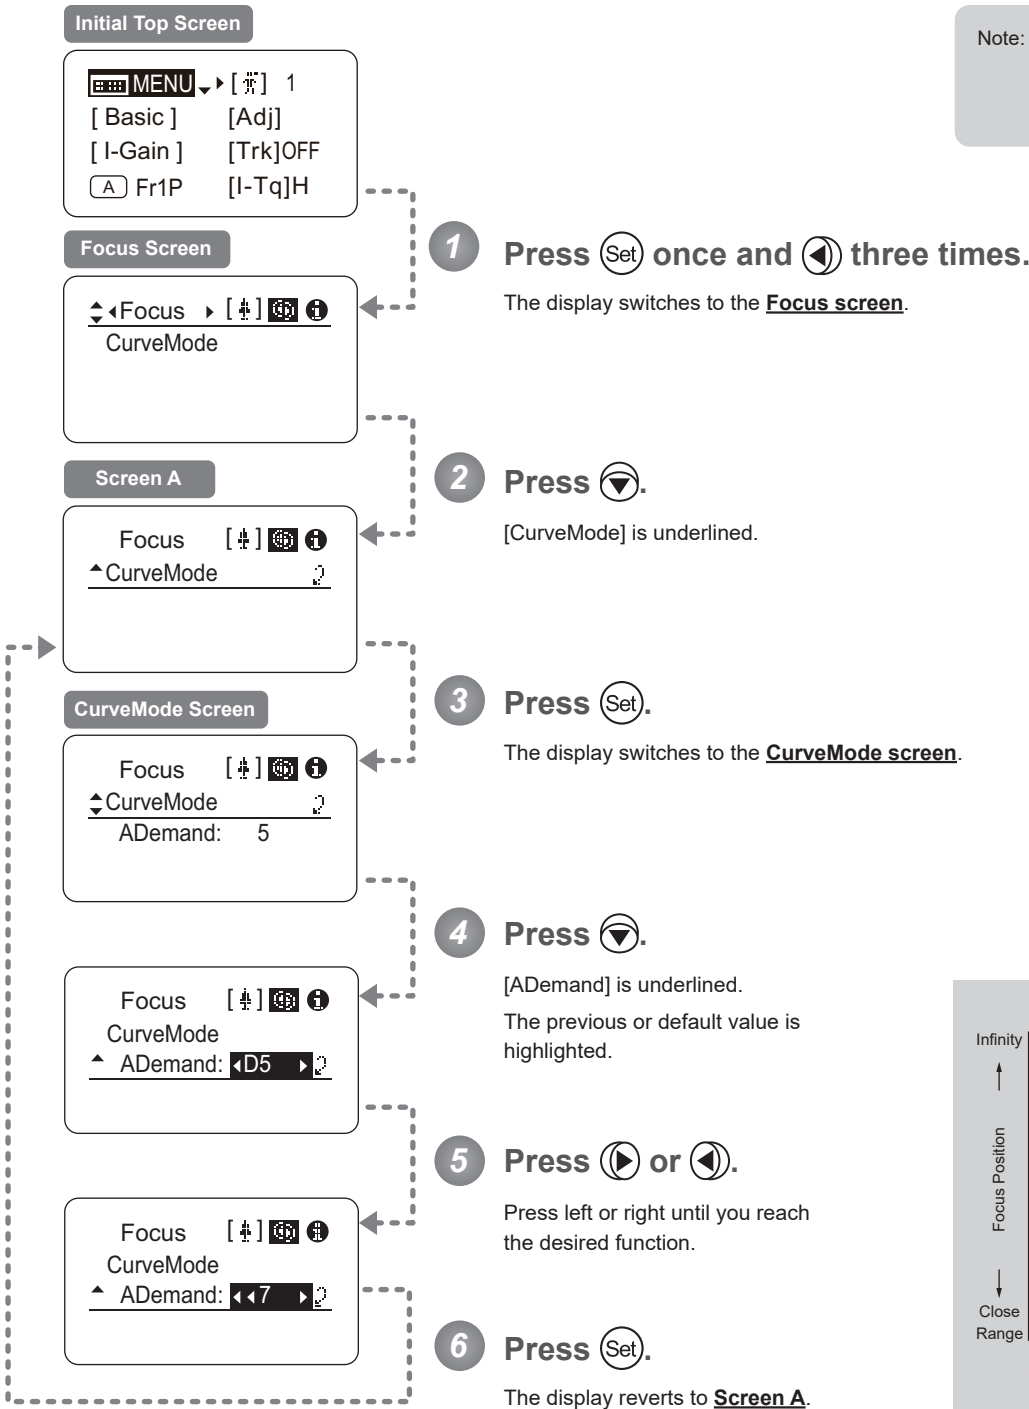 Initial Top Screen
MENU [ ] 1
[ Basic ] [Adj]
[ I-Gain ] [Trk]OFF
A Fr1P [I-Tq]H
Focus Screen
Focus [ ]
CurveMode
Screen A
Focus [ ]
CurveMode
CurveMode Screen
Focus [ ]
CurveMode
ADemand: 5
Focus [ ]
CurveMode
ADemand: D5
Focus [ ]
CurveMode
ADemand: 7
1 Press Set once and three times.
The display switches to the Focus screen.
2 Press .
[CurveMode] is underlined.
3 Press Set.
The display switches to the CurveMode screen.
4 Press .
[ADemand] is underlined.
The previous or default value is
highlighted.
5 Press or .
Press left or right until you reach
the desired function.
6 Press Set.
The display reverts to Screen A.
Note:
Infinity
Focus Position
Close
Range